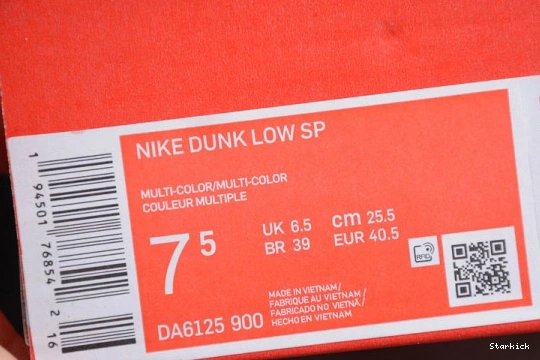 NIKE DUNK LOW SP
MULTI-COLOR/MULTI-COLOR
COULEUR MULTIPLE
7 5
UK 6.5 cm 25.5
BR 39 EUR 40.5
RFID
MADE IN VIETNAM/
FABRIQUE AU VIETNAM/
FABRICADO NO VIETNÃ/
HECHO EN VIETNAM
DA6125 900
1 94501 76854 2 16
Starkick